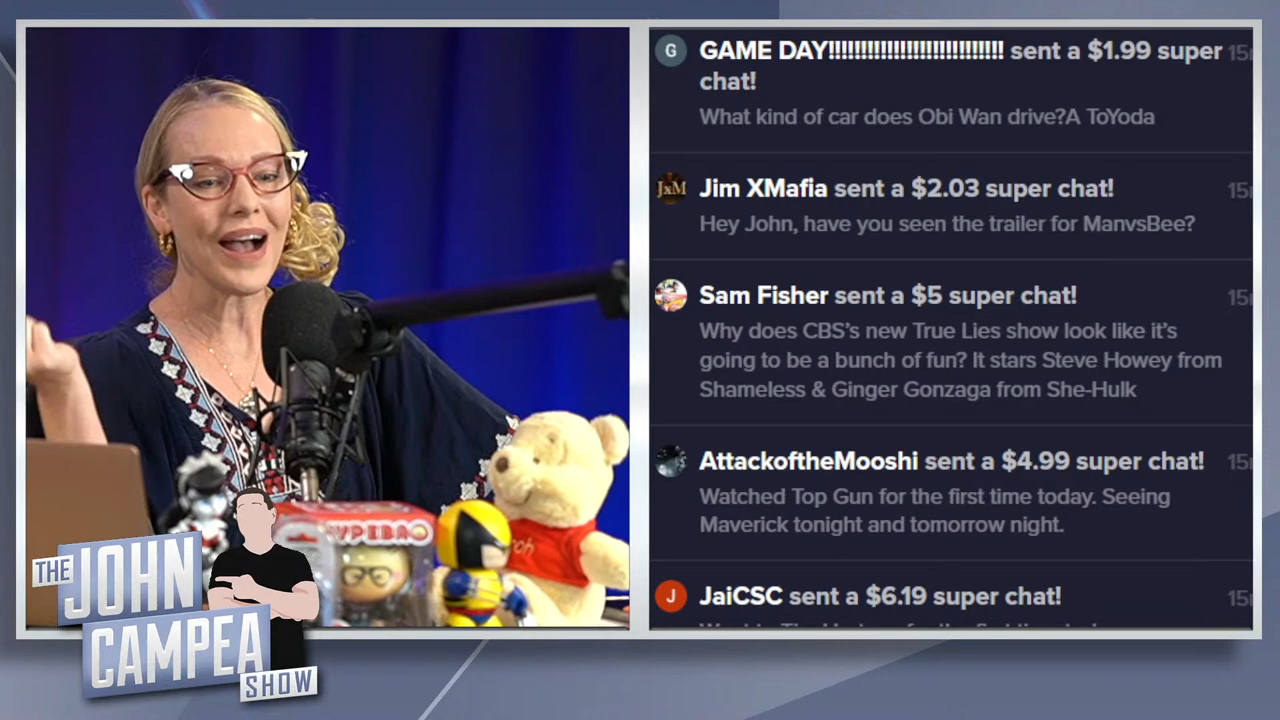 G
GAME DAY!!!!!!!!!!!!!!!!!!!!!!!!!!! sent a $1.99 super
chat!
What kind of car does Obi Wan drive?A ToYoda
JxM
Jim XMafia sent a $2.03 super chat!
Hey John, have you seen the trailer for ManvsBee?
Sam Fisher sent a $5 super chat!
Why does CBS's new True Lies show look like it's
going to be a bunch of fun? It stars Steve Howey from
Shameless & Ginger Gonzaga from She-Hulk
AttackoftheMooshi sent a $4.99 super chat!
Watched Top Gun for the first time today. Seeing
Maverick tonight and tomorrow night.
J
JaiCSC sent a $6.19 super chat!
THE
JOHN
CAMPEA
SHOW